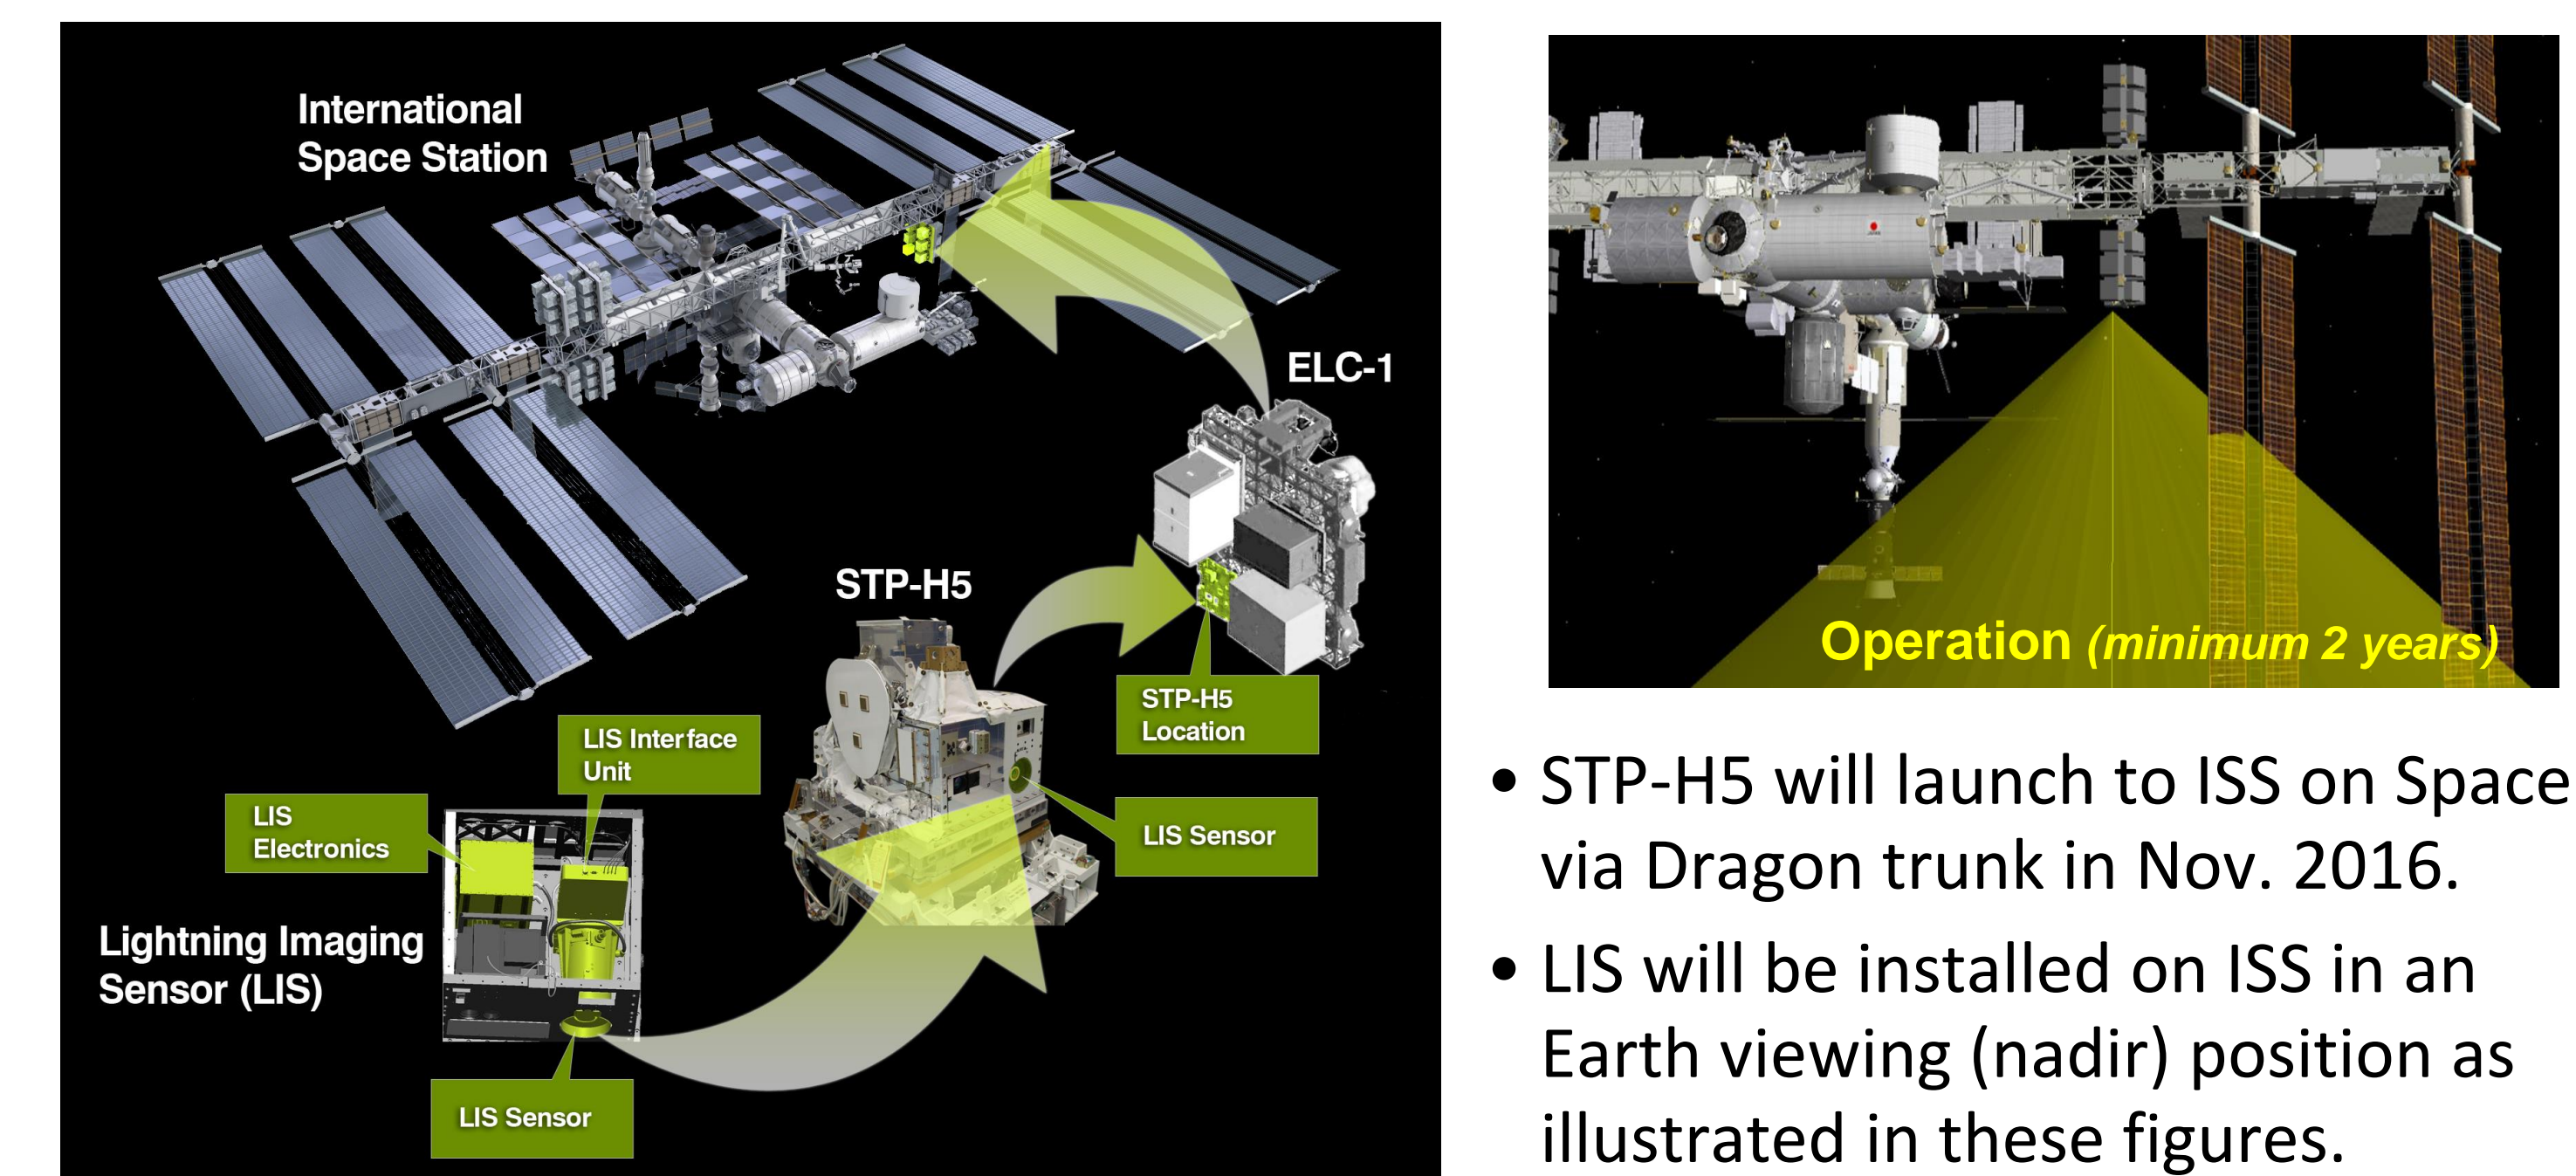 International
Space Station
ELC-1
STP-H5
STP-H5
Location
LIS Interface
Unit
LIS
Electronics
LIS Sensor
Lightning Imaging
Sensor (LIS)
LIS Sensor
Operation (minimum 2 years)
• STP-H5 will launch to ISS on Space
via Dragon trunk in Nov. 2016.
• LIS will be installed on ISS in an
Earth viewing (nadir) position as
illustrated in these figures.